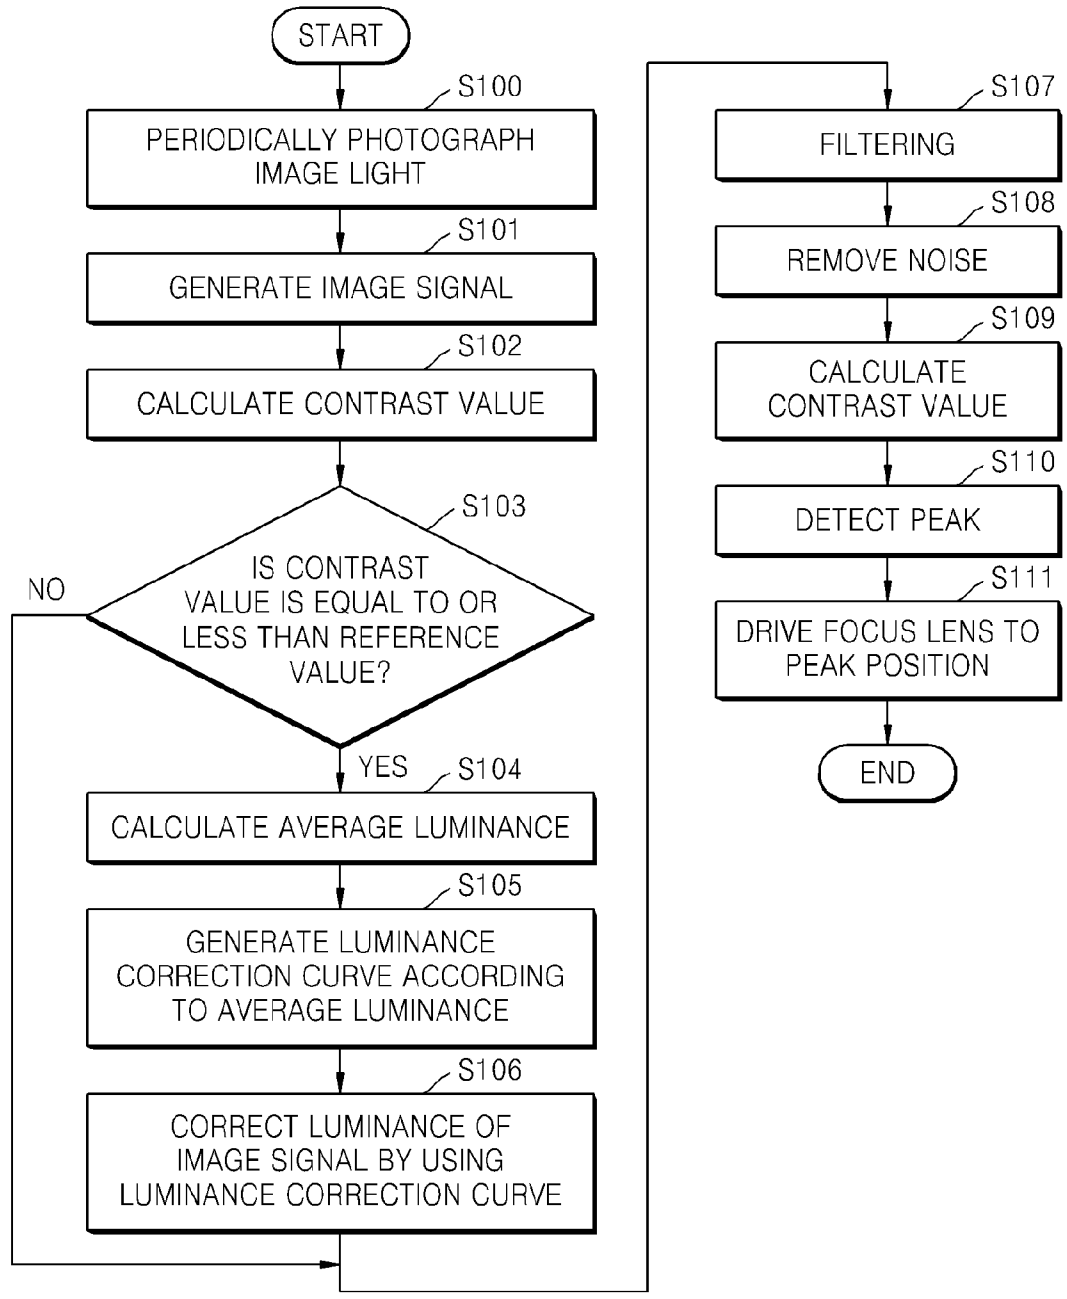 START
S100
PERIODICALLY PHOTOGRAPH
IMAGE LIGHT
S101
GENERATE IMAGE SIGNAL
S102
CALCULATE CONTRAST VALUE
S103
IS CONTRAST
VALUE IS EQUAL TO OR
LESS THAN REFERENCE
VALUE?
NO
YES
S104
CALCULATE AVERAGE LUMINANCE
S105
GENERATE LUMINANCE
CORRECTION CURVE ACCORDING
TO AVERAGE LUMINANCE
S106
CORRECT LUMINANCE OF
IMAGE SIGNAL BY USING
LUMINANCE CORRECTION CURVE
S107
FILTERING
S108
REMOVE NOISE
S109
CALCULATE
CONTRAST VALUE
S110
DETECT PEAK
S111
DRIVE FOCUS LENS TO
PEAK POSITION
END